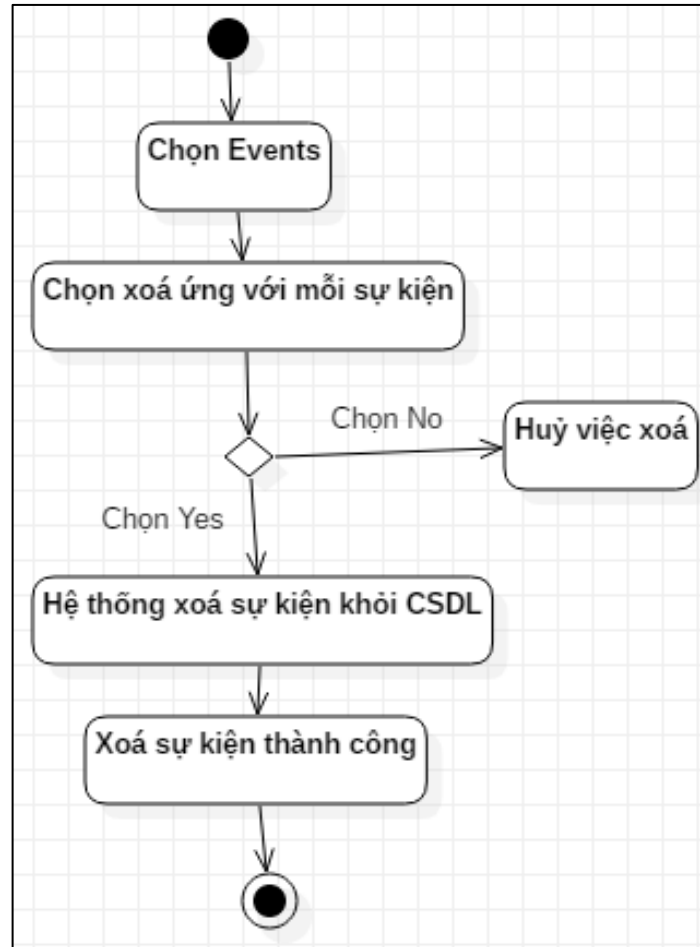 Chọn Events
Chọn xoá ứng với mỗi sự kiện
Chọn No
Huỷ việc xoá
Chọn Yes
Hệ thống xoá sự kiện khỏi CSDL
Xoá sự kiện thành công